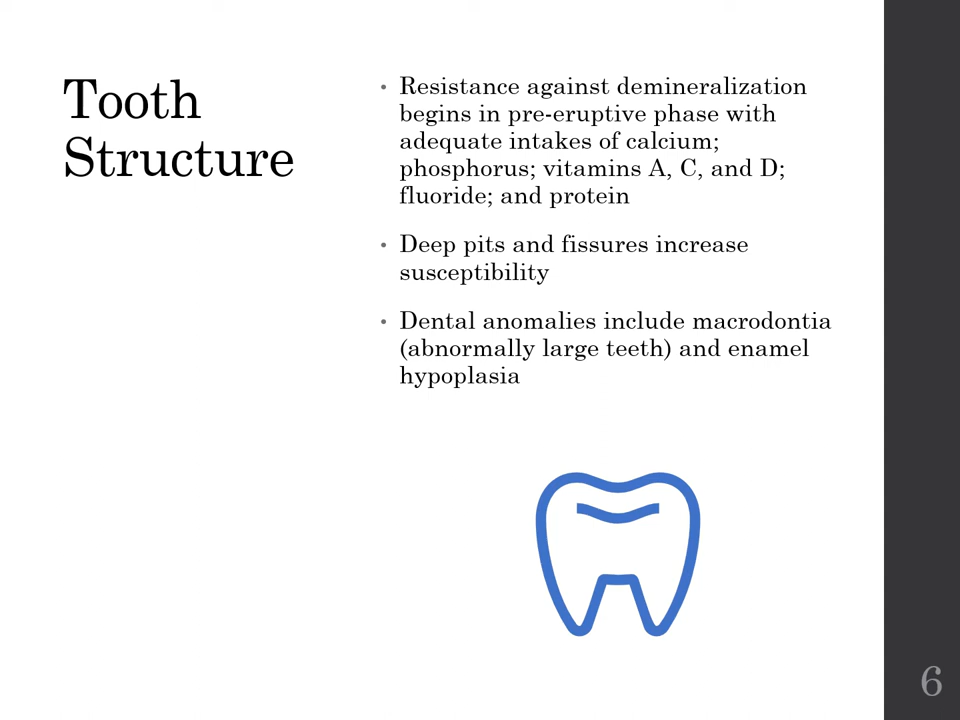 Tooth
Structure
• Resistance against demineralization
begins in pre-eruptive phase with
adequate intakes of calcium;
phosphorus; vitamins A, C, and D;
fluoride; and protein
• Deep pits and fissures increase
susceptibility
• Dental anomalies include macrodontia
(abnormally large teeth) and enamel
hypoplasia
6